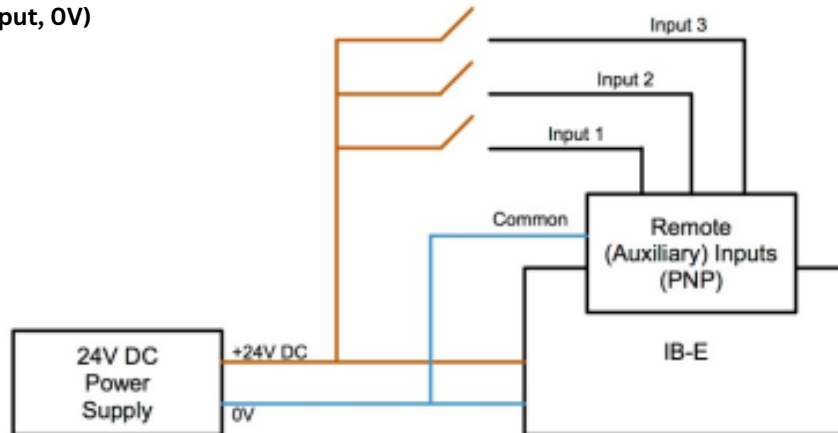 put, 0V)
Input 3
Input 2
Input 1
Common
Remote
(Auxiliary) Inputs
(PNP)
IB-E
24V DC
Power
Supply
+24V DC
0V